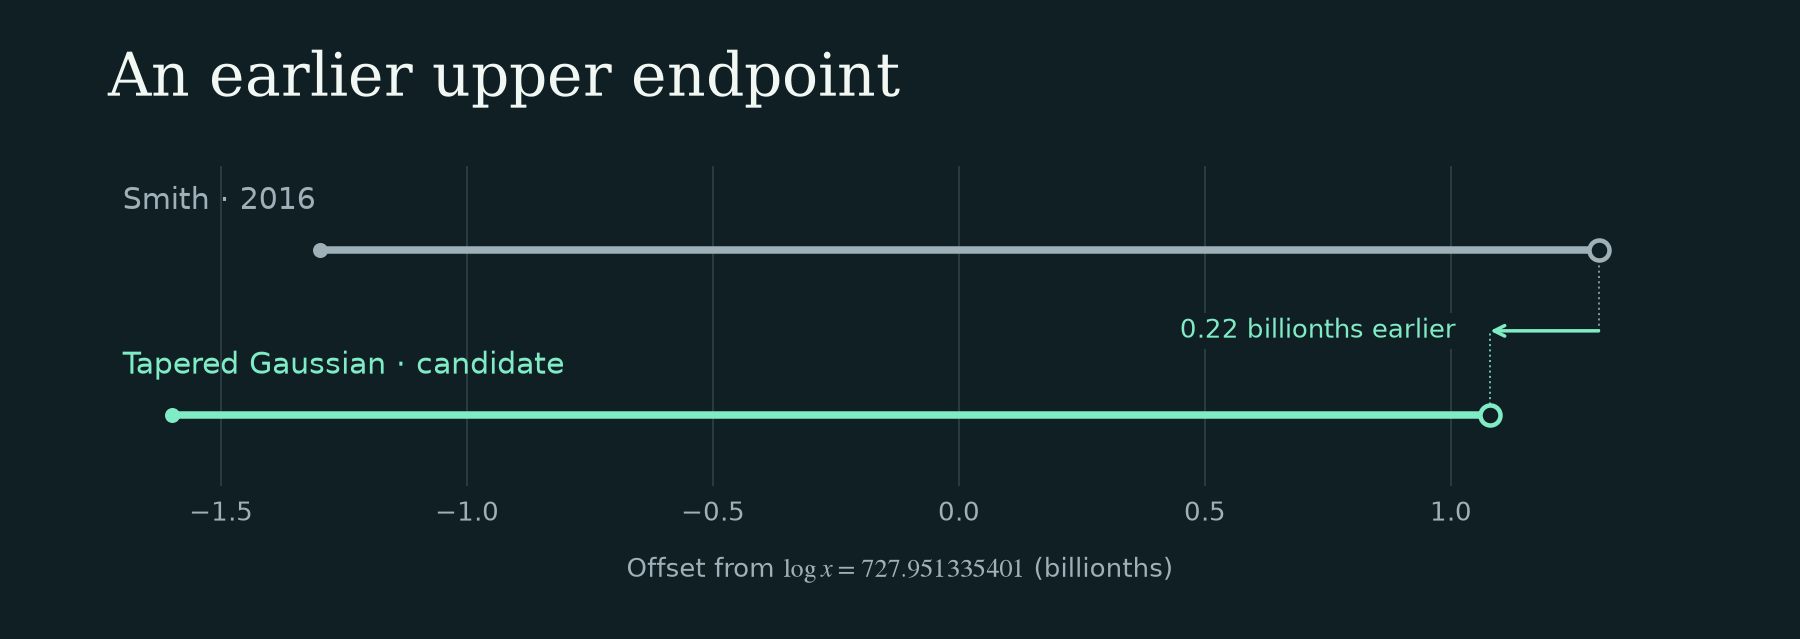 An earlier upper endpoint
Smith · 2016
0.22 billionths earlier
Tapered Gaussian · candidate
−1.5 −1.0 −0.5 0.0 0.5 1.0
Offset from log x = 727.951335401 (billionths)